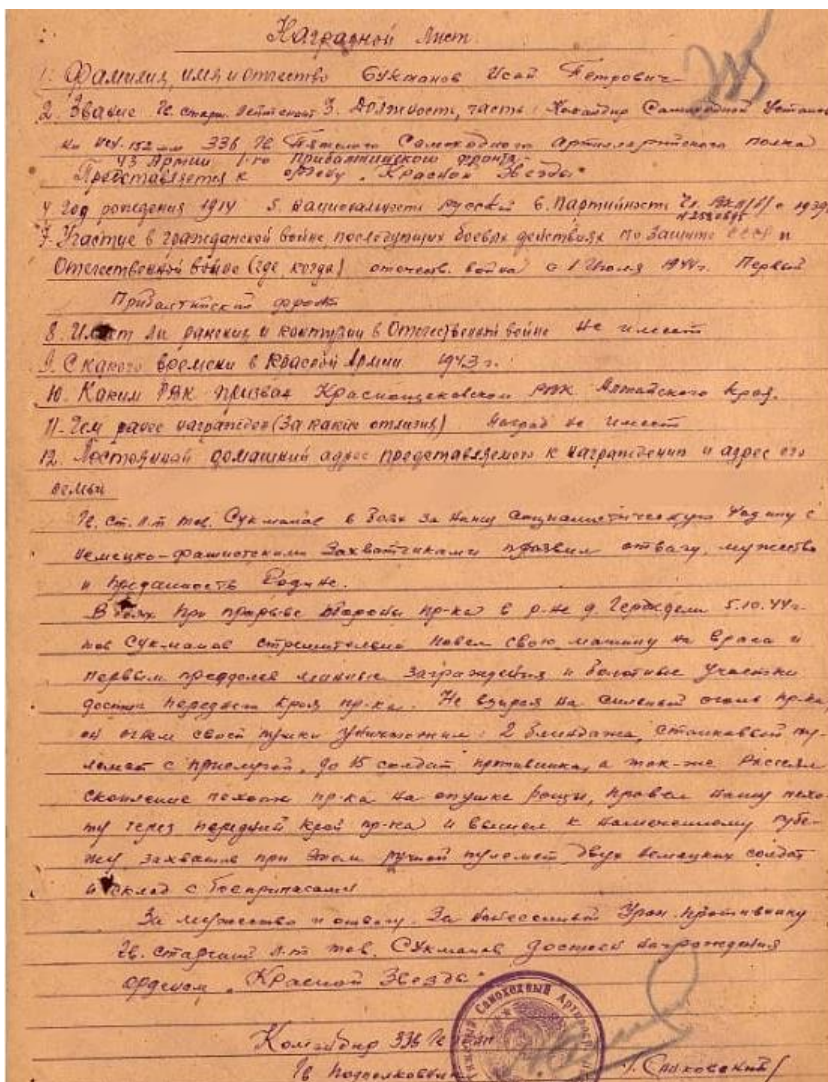 Наградной Лист.
1. Фамилия, имя и отчество Сукманов Исай Петрович
2. Звание Гв. старш. лейтенант 3. Должность, часть: Командир Самоходной Установ
ки ИСУ-152 мм 336 Гв Тяжелого Самоходного артиллерийского полка
43 Армии 1-го прибалтийского фронта
Представляется к ордену "Красной Звезды"
4 Год рождения 1914 5. Национальность русский 6. Партийность Чл. ВКП(б) с 1939
7. Участие в гражданской войне, последующих боевых действиях по защите СССР и
Отечественной войне (где, когда) отечеств. война с 1 Июля 1944г. Первый
Прибалтийский фронт
8. Имеет ли ранения и контузии в Отечественной войне не имеет
9. С какого времени в Красной Армии 1943 г.
10. Каким РВК призван Краснощековским РВК Алтайского Края.
11. Чем ранее награжден (за какие отличия) Наград не имеет
12. Постоянный домашний адрес представляемого к награждению и адрес его
семьи
Гв. ст. л-т тов. Сукманов в боях за нашу социалистическую Родину с
немецко-фашистскими захватчиками проявил отвагу, мужество
и преданность Родине.
В боях при прорыве обороны пр-ка в р-не д. 5.10.44г.
тов Сукманов стремительно повел свою машину на врага и
первым преодолев минные заграждения и болотные участки
достиг переднего края пр-ка. Не взирая на сильный огонь пр-ка,
он огнем своей пушки уничтожил: 2 блиндажа, станковый пу-
лемет с прислугой, до 15 солдат противника, а так-же рассеял
скопление пехоты пр-ка на опушке рощи, провел нашу пехо-
ту через передний край пр-ка и вышел к намеченному рубе-
жу, захватив при этом ручной пулемет, двух немецких солдат
и склад с боеприпасами
За мужество и отвагу. За нанесенный урон противнику
Гв. старший л-т тов. Сукманов достоин награждения
орденом "Красной Звезды"
Командир 336 Гв
Гв подполковник